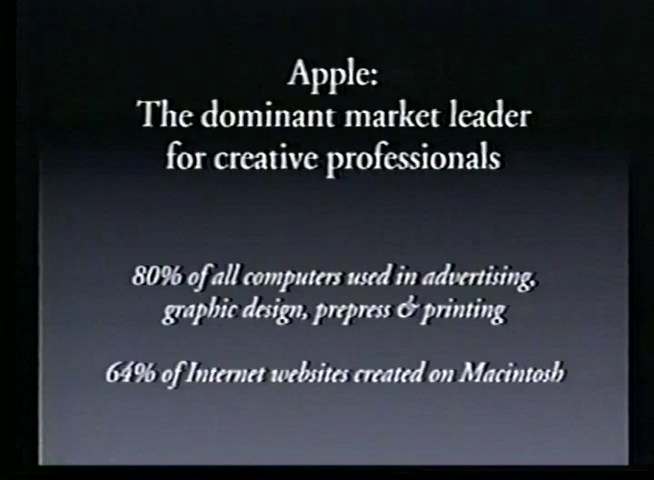 Apple:
The dominant market leader
for creative professionals
80% of all computers used in advertising,
graphic design, prepress & printing
64% of Internet websites created on Macintosh